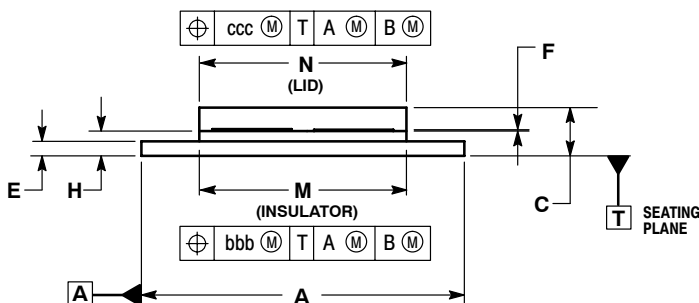 ⌖ ccc Ⓜ T A Ⓜ B Ⓜ
N
(LID)
F
E
H
M
(INSULATOR)
C
T SEATING
PLANE
⌖ bbb Ⓜ T A Ⓜ B Ⓜ
A
A